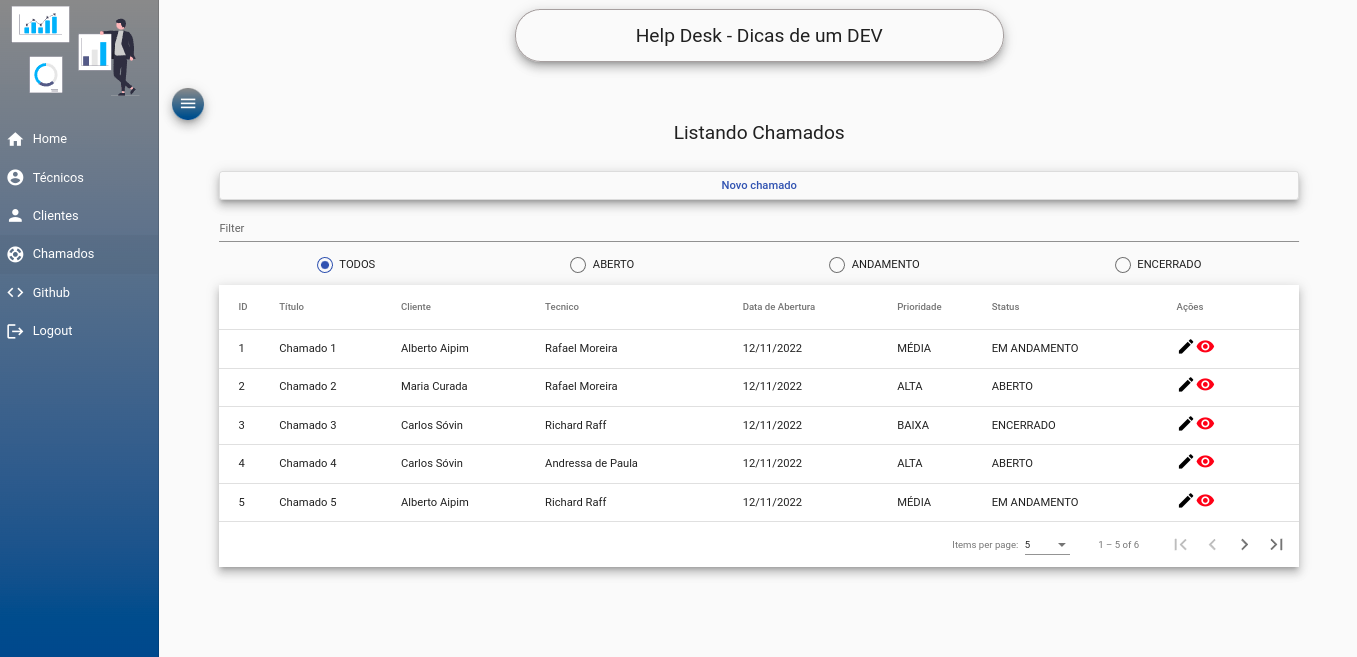 Help Desk - Dicas de um DEV
Home
Técnicos
Clientes
Chamados
Github
Logout
Listando Chamados
Novo chamado
Filter
TODOS ABERTO ANDAMENTO ENCERRADO
ID Título Cliente Tecnico Data de Abertura Prioridade Status Ações
1 Chamado 1 Alberto Aipim Rafael Moreira 12/11/2022 MÉDIA EM ANDAMENTO
2 Chamado 2 Maria Curada Rafael Moreira 12/11/2022 ALTA ABERTO
3 Chamado 3 Carlos Sóvin Richard Raff 12/11/2022 BAIXA ENCERRADO
4 Chamado 4 Carlos Sóvin Andressa de Paula 12/11/2022 ALTA ABERTO
5 Chamado 5 Alberto Aipim Richard Raff 12/11/2022 MÉDIA EM ANDAMENTO
Items per page: 5 1 – 5 of 6